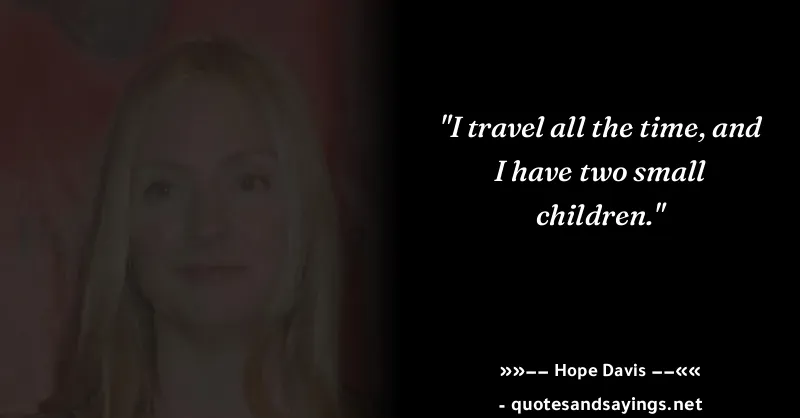 "I travel all the time, and
I have two small
children."
»»−− Hope Davis −−««
- quotesandsayings.net